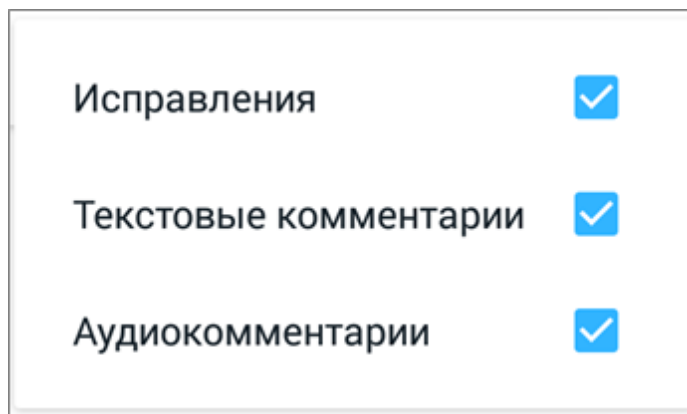 Исправления
Текстовые комментарии
Аудиокомментарии